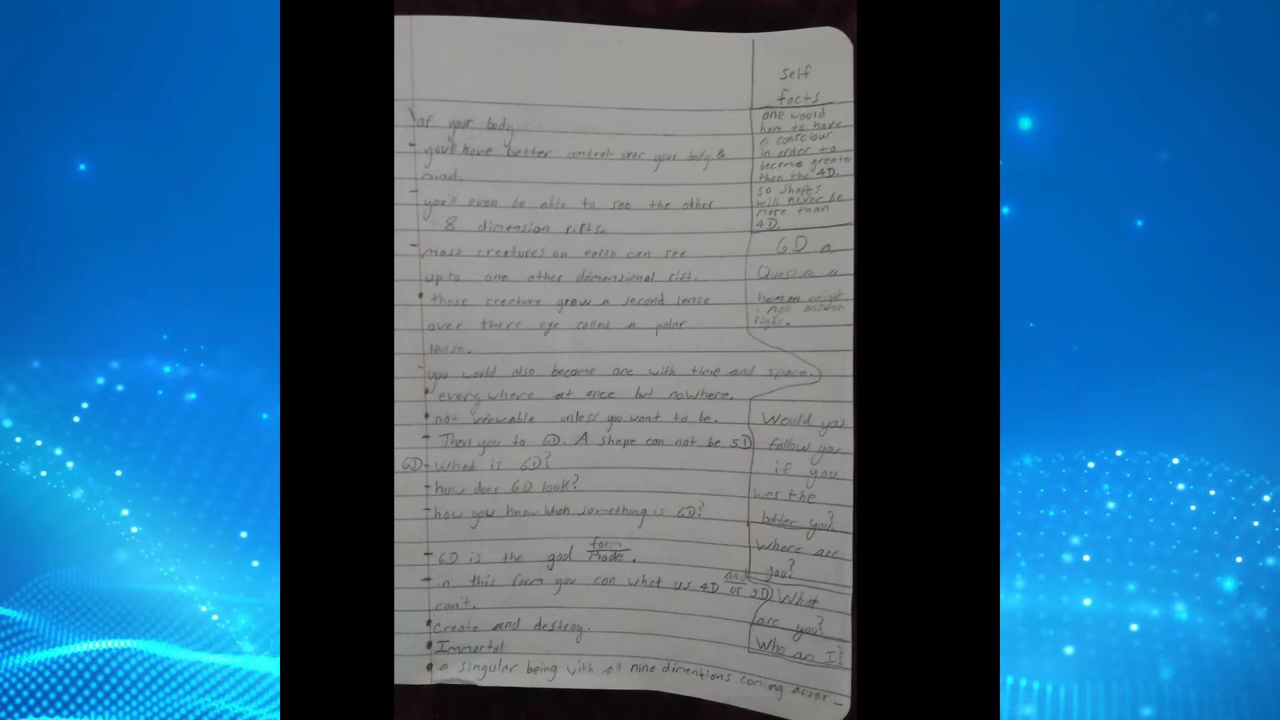 of your body.
- you'll have better control over your body &
mind.
- you'll even be able to see the other
8 dimension rifts.
- most creatures on earth can see
upto one other dimensional rift.
• these creature grow a second lense
over there eye called a polar
lense.
- you would also become one with time and space.
• everywhere at once but nowhere.
• not viewable unless you want to be.
- Then you to 6D. A shape can not be 5D
6D - What is 6D?
- how does 6D look?
- how you know when something is 6D?
- 6D is the god form
mode.
- in this form you can what us 4D and
or 5D
can't.
• Create and destroy.
• Immortal
• a singular being with all nine dimentions coming after -
Self
facts
one would
have to have
a conscious
in order to
become greater
then the 4D.
so shapes
will never be
more than
4D.
6D a
Question a
human might
not answer
right.
Would you
follow you
if you
was the
better you?
Where are
you?
What
are you?
Who am I?